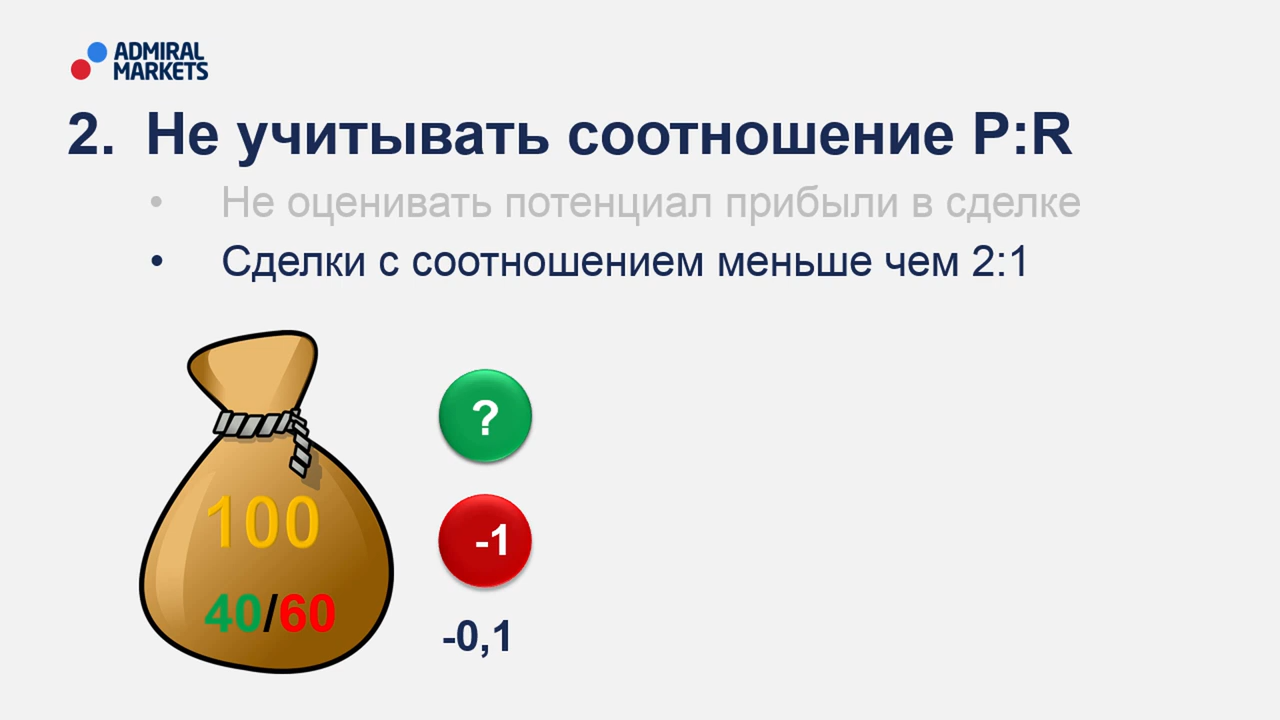 ADMIRAL
MARKETS
2. Не учитывать соотношение P:R
• Не оценивать потенциал прибыли в сделке
• Сделки с соотношением меньше чем 2:1
?
100
-1
40/60
-0,1